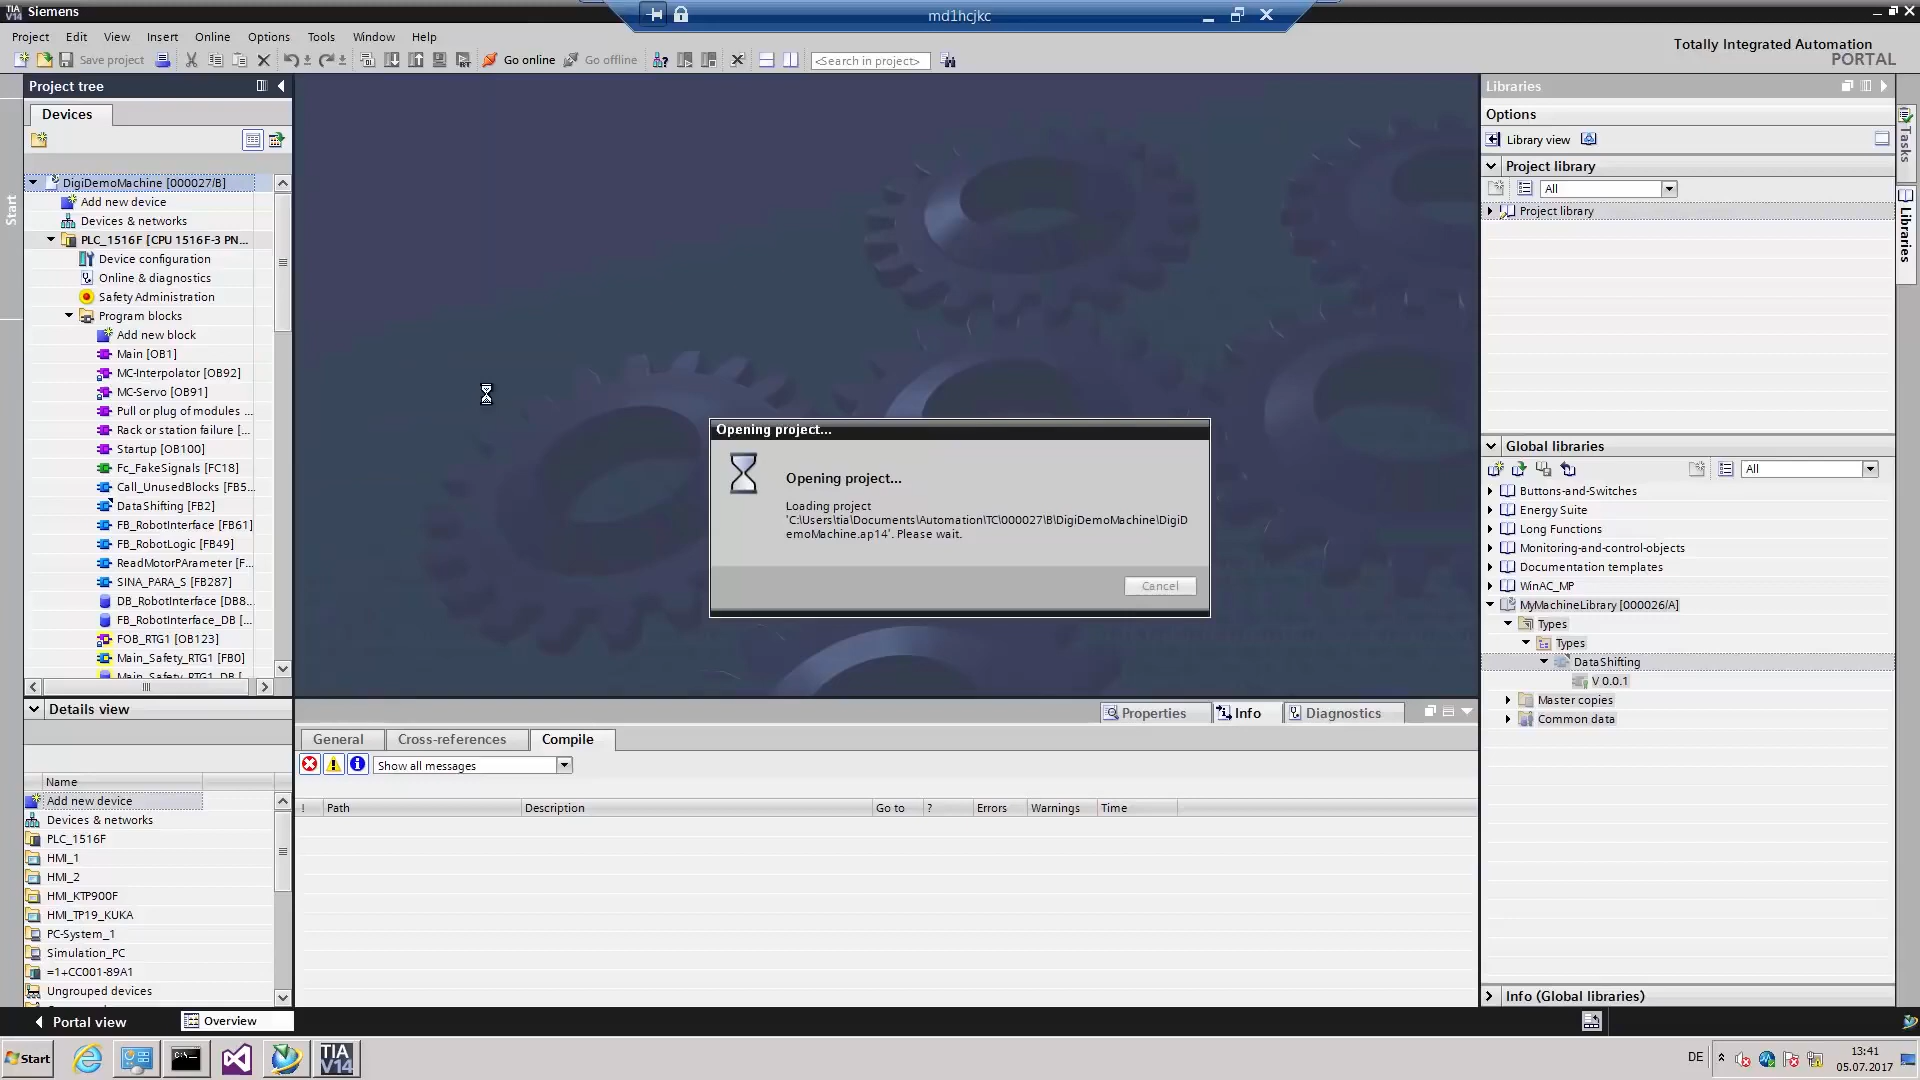 TIA V14 Siemens
md1hcjkc
Project Edit View Insert Online Options Tools Window Help
Save project Go online Go offline <Search in project>
Totally Integrated Automation
PORTAL
Project tree
Devices
Start
DigiDemoMachine [000027/B]
Add new device
Devices & networks
PLC_1516F [CPU 1516F-3 PN...
Device configuration
Online & diagnostics
Safety Administration
Program blocks
Add new block
Main [OB1]
MC-Interpolator [OB92]
MC-Servo [OB91]
Pull or plug of modules ...
Rack or station failure [...
Startup [OB100]
Fc_FakeSignals [FC18]
Call_UnusedBlocks [FB5...
DataShifting [FB2]
FB_RobotInterface [FB61]
FB_RobotLogic [FB49]
ReadMotorPArameter [F...
SINA_PARA_S [FB287]
DB_RobotInterface [DB8...
FB_RobotInterface_DB [...
FOB_RTG1 [OB123]
Main_Safety_RTG1 [FB0]
Main_Safety_RTG1_DB [...
Details view
Name
Add new device
Devices & networks
PLC_1516F
HMI_1
HMI_2
HMI_KTP900F
HMI_TP19_KUKA
PC-System_1
Simulation_PC
=1+CC001-89A1
Ungrouped devices
Opening project...
Opening project...
Loading project
'C:\Users\tia\Documents\Automation\TC\000027\B\DigiDemoMachine\DigiD
emoMachine.ap14'. Please wait.
Cancel
Properties Info Diagnostics
General Cross-references Compile
Show all messages
! Path Description Go to ? Errors Warnings Time
Libraries
Options
Library view
Project library
All
Project library
Global libraries
All
Buttons-and-Switches
Energy Suite
Long Functions
Monitoring-and-control-objects
Documentation templates
WinAC_MP
MyMachineLibrary [000026/A]
Types
Types
DataShifting
V 0.0.1
Master copies
Common data
Info (Global libraries)
Tasks
Libraries
Portal view Overview
Start
TIA
V14
DE
13:41
05.07.2017